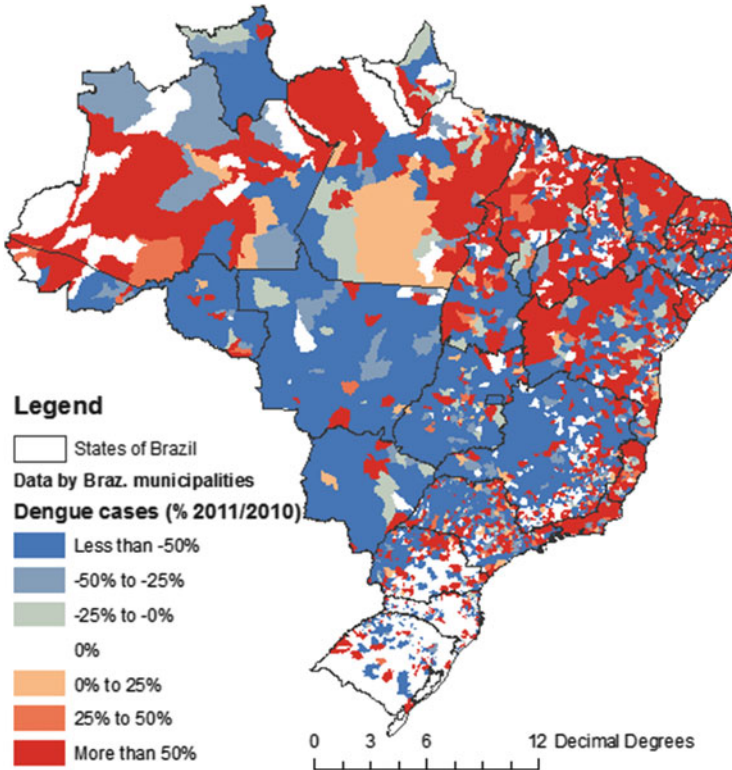 Legend
States of Brazil
Data by Braz. municipalities
Dengue cases (% 2011/2010)
Less than -50%
-50% to -25%
-25% to -0%
0%
0% to 25%
25% to 50%
More than 50%
0 3 6 12 Decimal Degrees